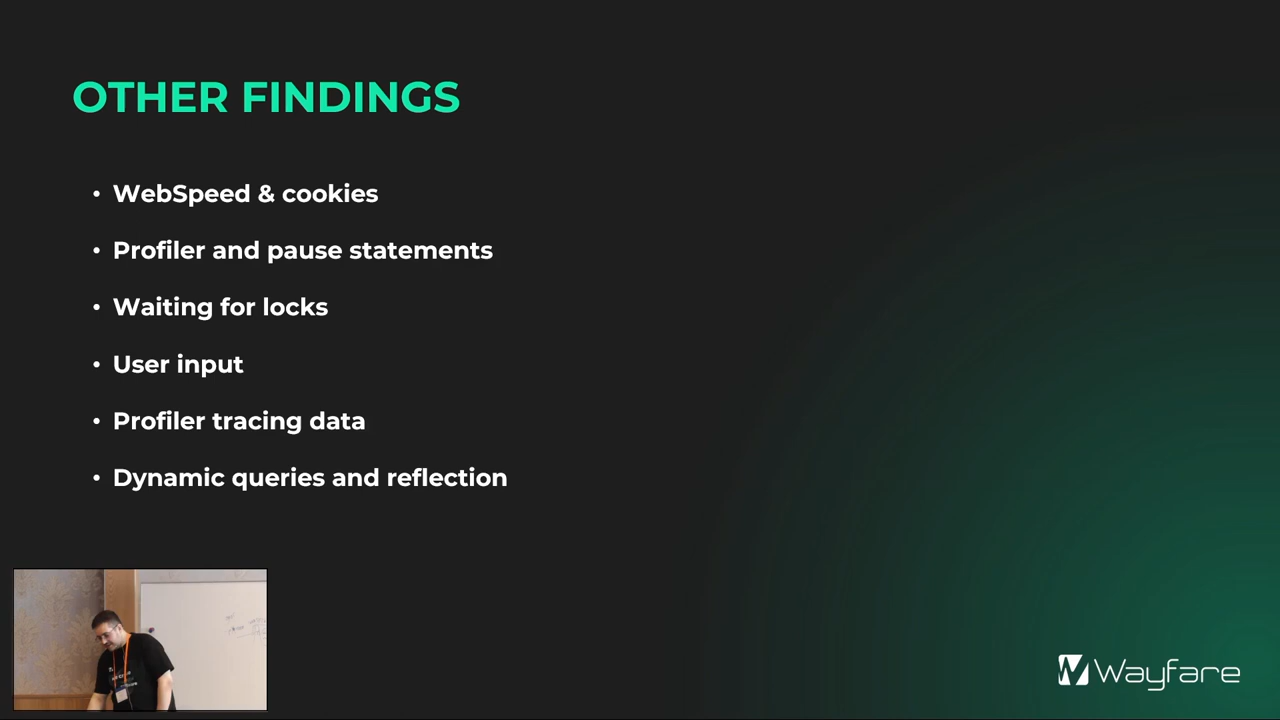 OTHER FINDINGS
• WebSpeed & cookies
• Profiler and pause statements
• Waiting for locks
• User input
• Profiler tracing data
• Dynamic queries and reflection
Wayfare